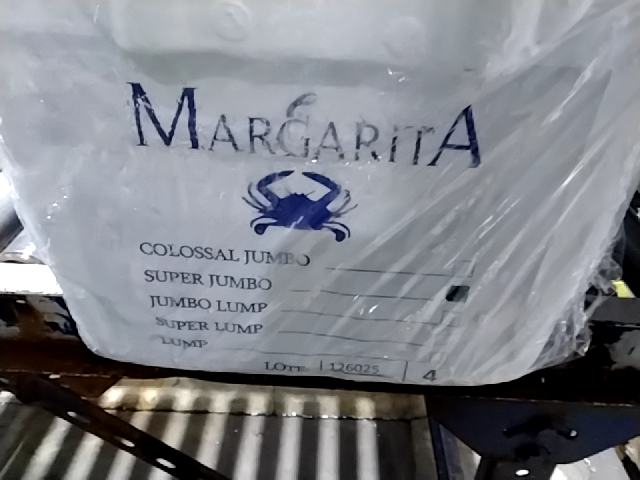 MARGARITA
COLOSSAL JUMBO
SUPER JUMBO
JUMBO LUMP
SUPER LUMP
LUMP
LOTE 126025 4